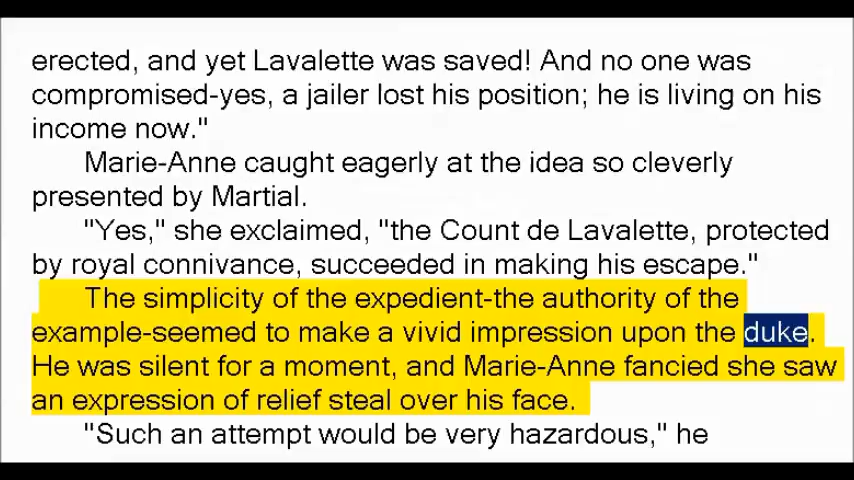 erected, and yet Lavalette was saved! And no one was
compromised-yes, a jailer lost his position; he is living on his
income now."
Marie-Anne caught eagerly at the idea so cleverly
presented by Martial.
"Yes," she exclaimed, "the Count de Lavalette, protected
by royal connivance, succeeded in making his escape."
The simplicity of the expedient-the authority of the
example-seemed to make a vivid impression upon the duke.
He was silent for a moment, and Marie-Anne fancied she saw
an expression of relief steal over his face.
"Such an attempt would be very hazardous," he